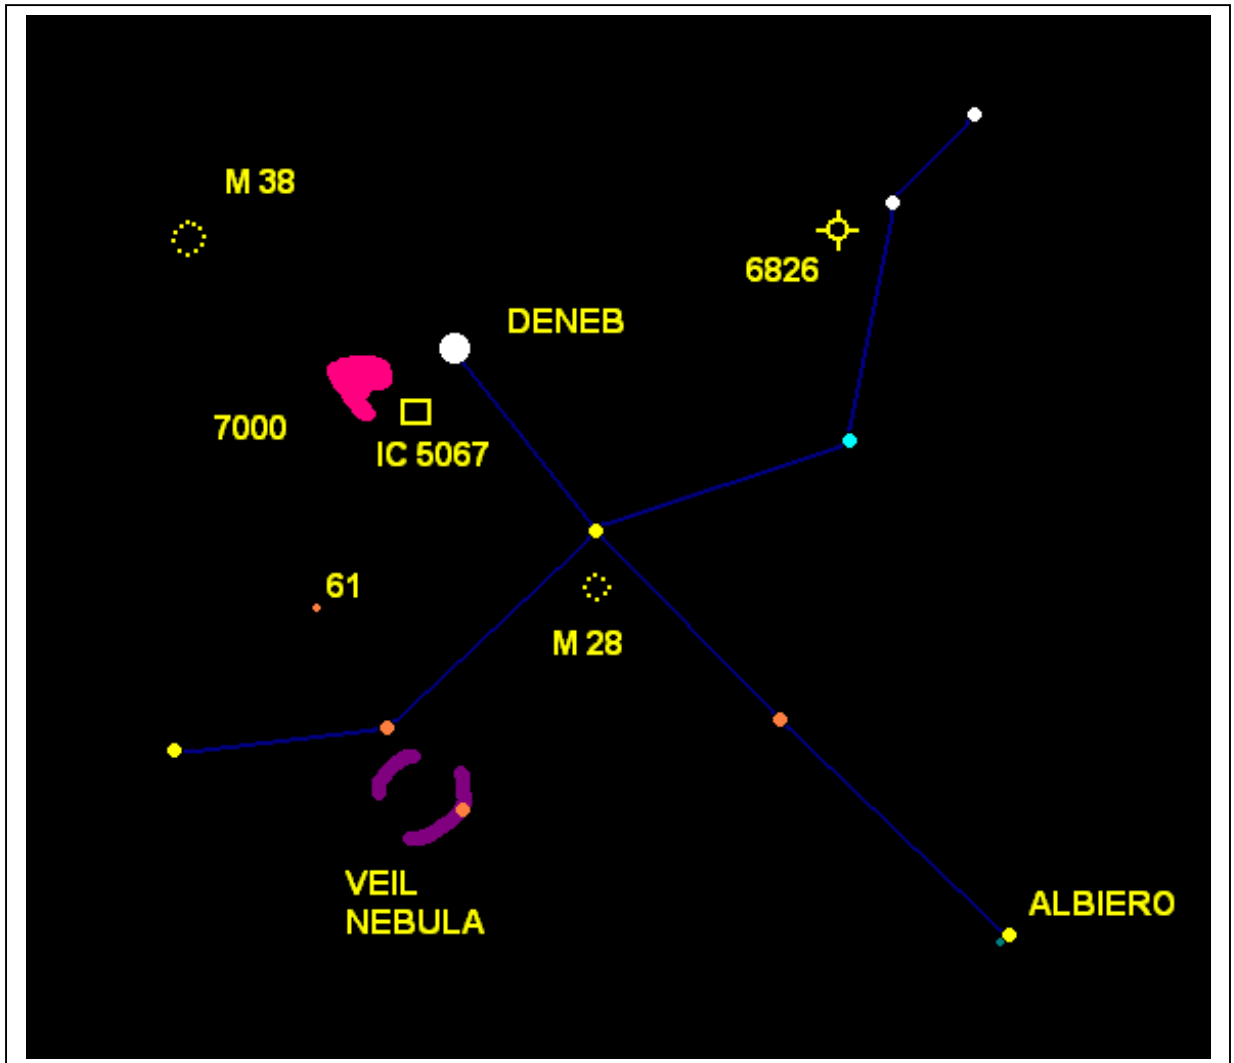 M 38
6826
DENEB
7000
IC 5067
61
M 28
VEIL
NEBULA
ALBIERO